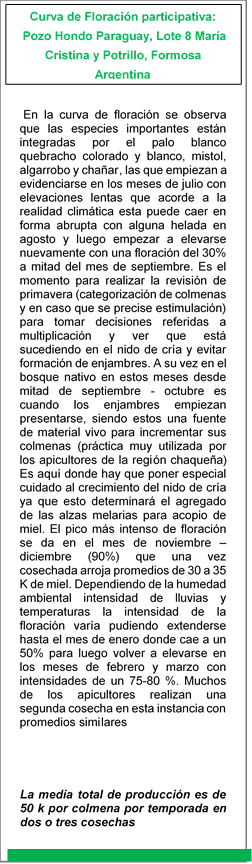 Curva de Floración participativa:
Pozo Hondo Paraguay, Lote 8 María
Cristina y Potrillo, Formosa
Argentina
En la curva de floración se observa
que las especies importantes están
integradas por el palo blanco
quebracho colorado y blanco, mistol,
algarrobo y chañar, las que empiezan a
evidenciarse en los meses de julio con
elevaciones lentas que acorde a la
realidad climática esta puede caer en
forma abrupta con alguna helada en
agosto y luego empezar a elevarse
nuevamente con una floración del 30%
a mitad del mes de septiembre. Es el
momento para realizar la revisión de
primavera (categorización de colmenas
y en caso que se precise estimulación)
para tomar decisiones referidas a
multiplicación y ver que está
sucediendo en el nido de cría y evitar
formación de enjambres. A su vez en el
bosque nativo en estos meses desde
mitad de septiembre - octubre es
cuando los enjambres empiezan
presentarse, siendo estos una fuente
de material vivo para incrementar sus
colmenas (práctica muy utilizada por
los apicultores de la región chaqueña)
Es aquí donde hay que poner especial
cuidado al crecimiento del nido de cría
ya que esto determinará el agregado
de las alzas melarias para acopio de
miel. El pico más intenso de floración
se da en el mes de noviembre –
diciembre (90%) que una vez
cosechada arroja promedios de 30 a 35
K de miel. Dependiendo de la humedad
ambiental intensidad de lluvias y
temperaturas la intensidad de la
floración varía pudiendo extenderse
hasta el mes de enero donde cae a un
50% para luego volver a elevarse en
los meses de febrero y marzo con
intensidades de un 75-80 %. Muchos
de los apicultores realizan una
segunda cosecha en esta instancia con
promedios similares
La media total de producción es de
50 k por colmena por temporada en
dos o tres cosechas